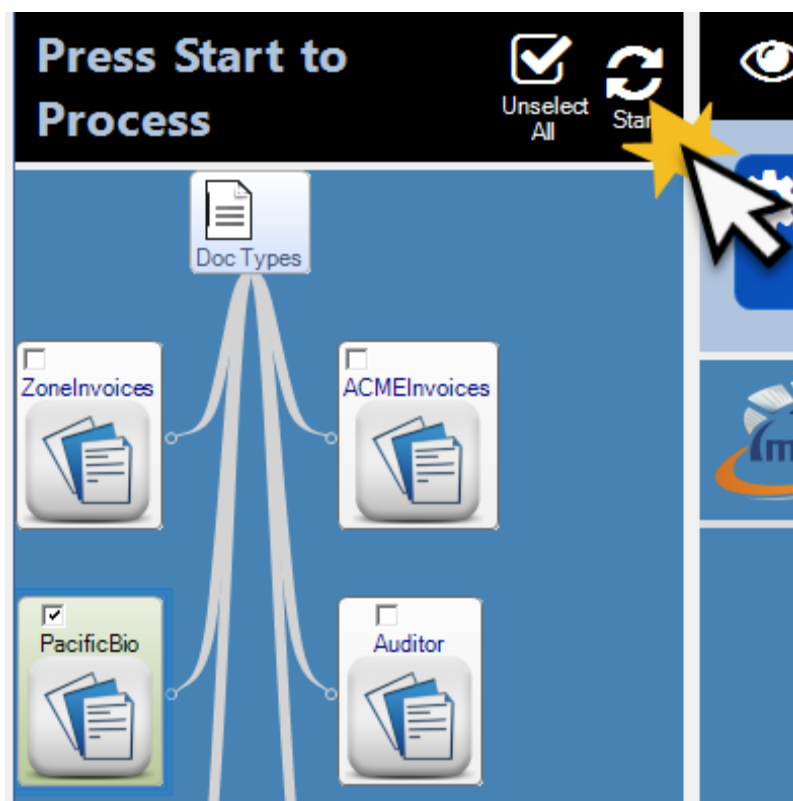 Press Start to
Process
Unselect
All
Doc Types
ZoneInvoices
ACMEInvoices
PacificBio
Auditor